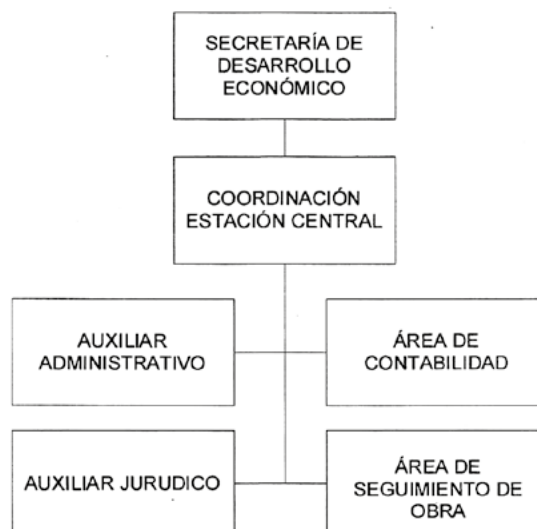 SECRETARÍA DE
DESARROLLO
ECONÓMICO
COORDINACIÓN
ESTACIÓN CENTRAL
AUXILIAR
ADMINISTRATIVO
ÁREA DE
CONTABILIDAD
AUXILIAR JURUDICO
ÁREA DE
SEGUIMIENTO DE
OBRA